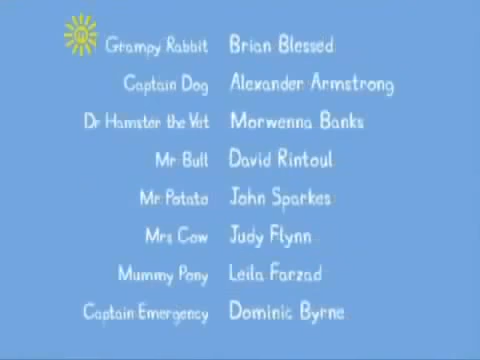 Grampy Rabbit Brian Blessed
Captain Dog Alexander Armstrong
Dr Hamster the Vet Morwenna Banks
Mr Bull David Rintoul
Mr Potato John Sparkes
Mrs Cow Judy Flynn
Mummy Pony Leila Farzad
Captain Emergency Dominic Byrne